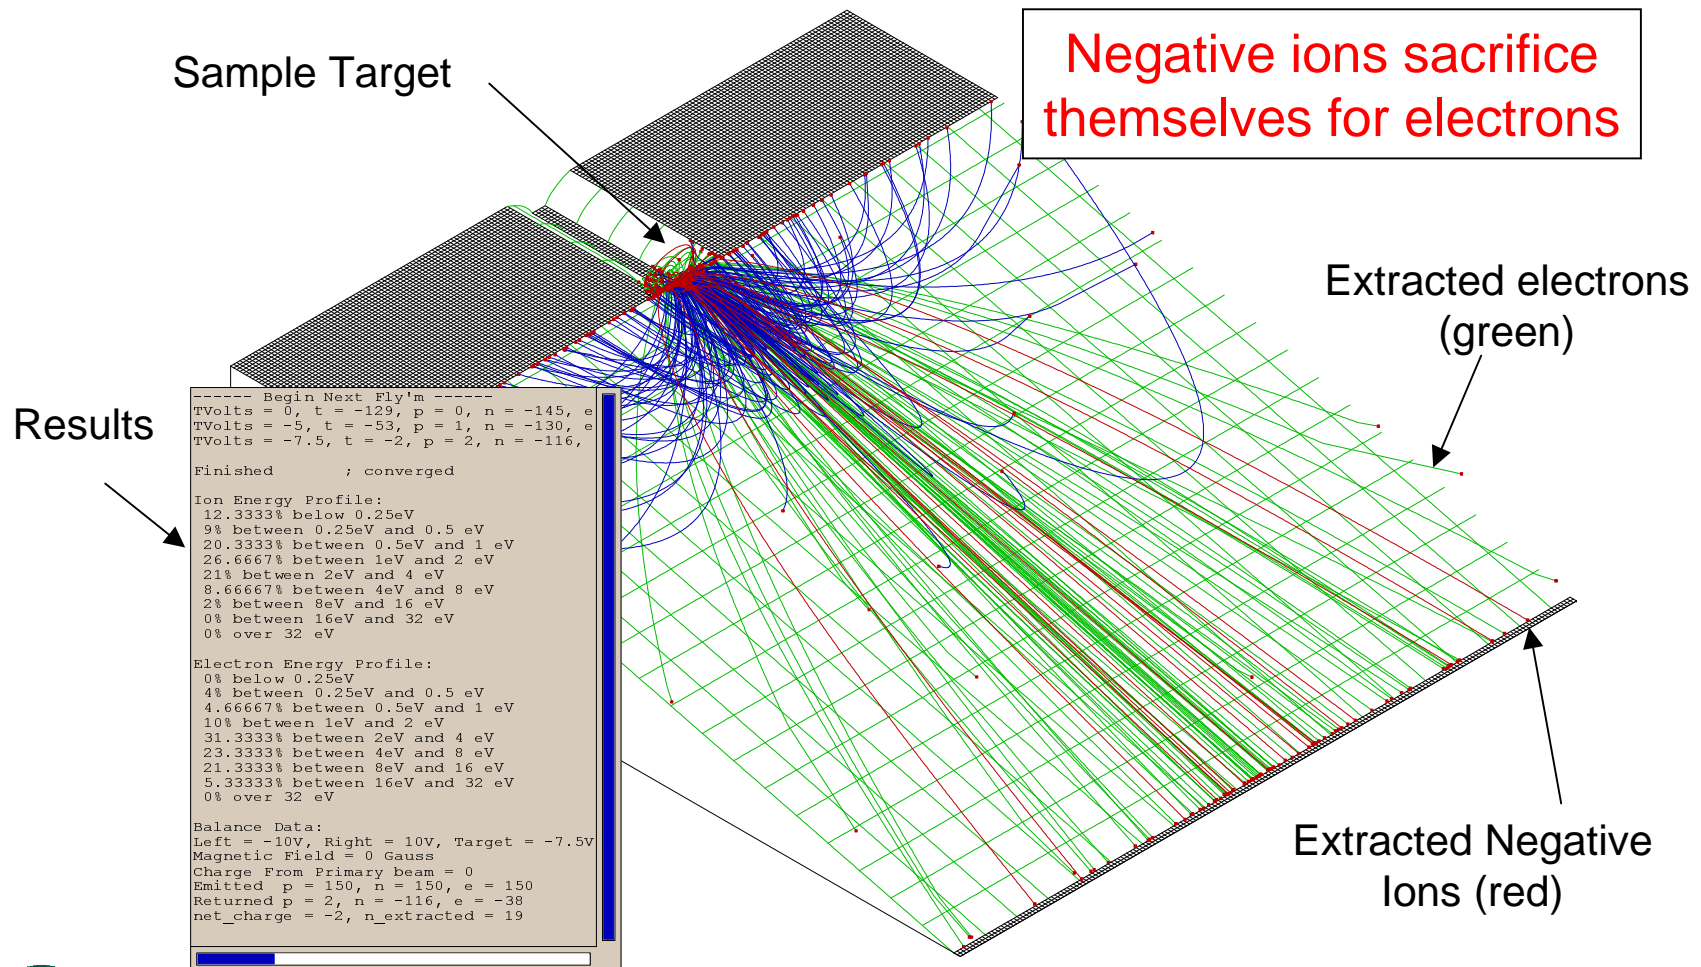 Sample Target
Negative ions sacrifice
themselves for electrons
Extracted electrons
(green)
Results
------ Begin Next Fly'm ------
TVolts = 0, t = -129, p = 0, n = -145, e
TVolts = -5, t = -53, p = 1, n = -130, e
TVolts = -7.5, t = -2, p = 2, n = -116,
Finished ; converged
Ion Energy Profile:
12.3333% below 0.25eV
9% between 0.25eV and 0.5 eV
20.3333% between 0.5eV and 1 eV
26.6667% between 1eV and 2 eV
21% between 2eV and 4 eV
8.66667% between 4eV and 8 eV
2% between 8eV and 16 eV
0% between 16eV and 32 eV
0% over 32 eV
Electron Energy Profile:
0% below 0.25eV
4% between 0.25eV and 0.5 eV
4.66667% between 0.5eV and 1 eV
10% between 1eV and 2 eV
31.3333% between 2eV and 4 eV
23.3333% between 4eV and 8 eV
21.3333% between 8eV and 16 eV
5.33333% between 16eV and 32 eV
0% over 32 eV
Balance Data:
Left = -10V, Right = 10V, Target = -7.5V
Magnetic Field = 0 Gauss
Charge From Primary beam = 0
Emitted p = 150, n = 150, e = 150
Returned p = 2, n = -116, e = -38
net_charge = -2, n_extracted = 19
Extracted Negative
Ions (red)